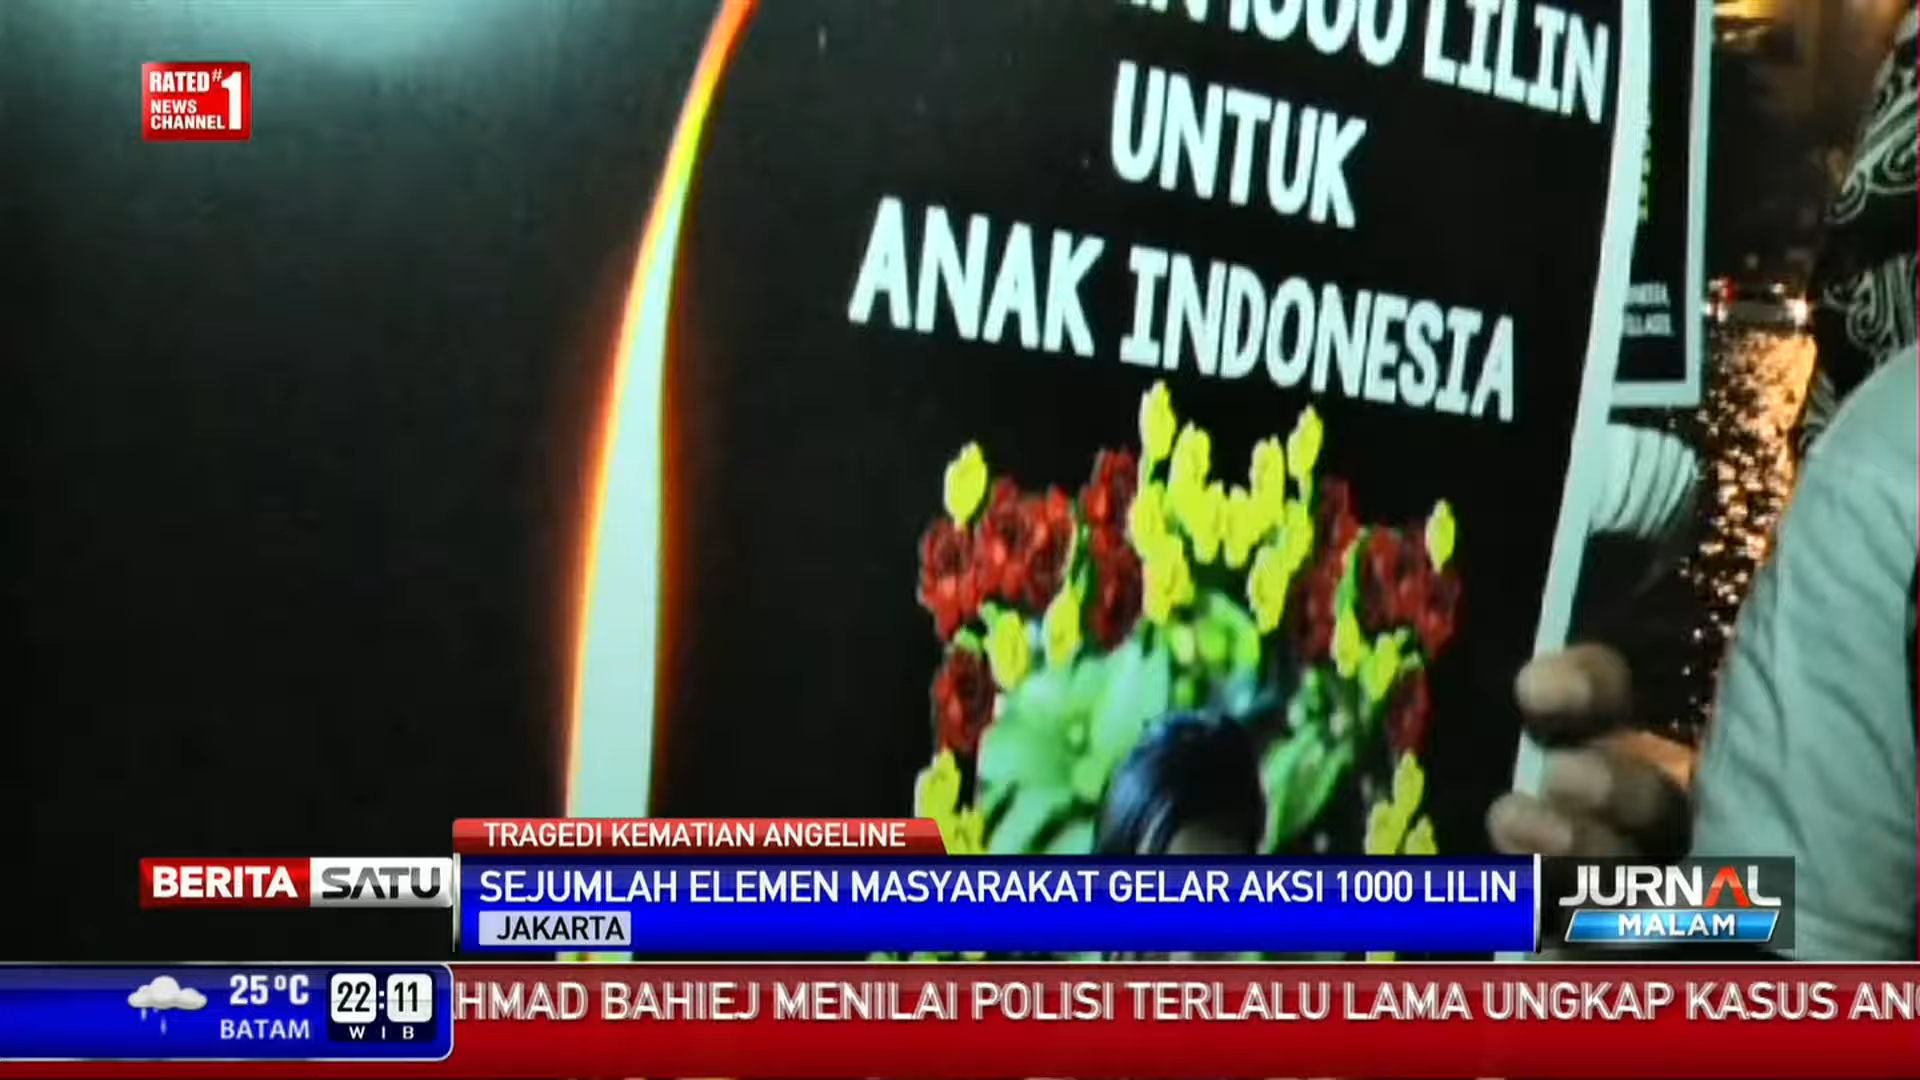 RATED #1
NEWS
CHANNEL
1000 LILIN
UNTUK
ANAK INDONESIA
TRAGEDI KEMATIAN ANGELINE
BERITA SATU
SEJUMLAH ELEMEN MASYARAKAT GELAR AKSI 1000 LILIN
JAKARTA
JURNAL
MALAM
25°C
BATAM
22:11
WIB
HMAD BAHIEJ MENILAI POLISI TERLALU LAMA UNGKAP KASUS AN